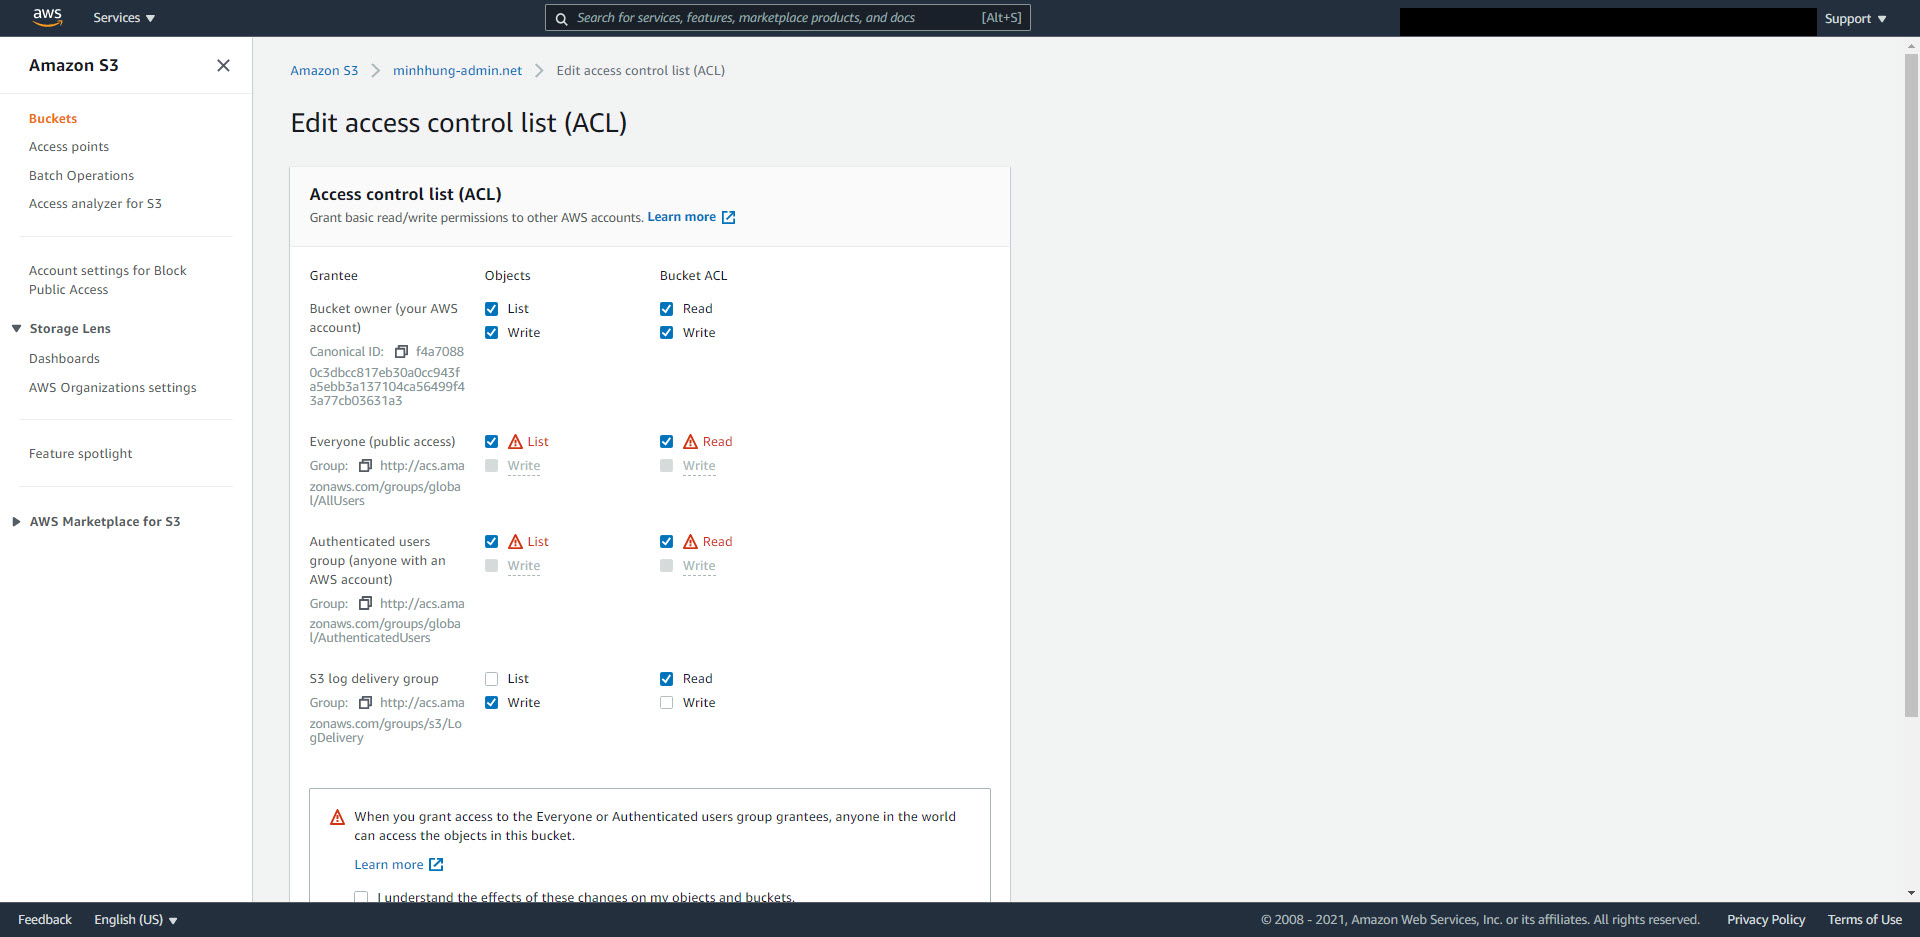 aws Services Search for services, features, marketplace products, and docs [Alt+S] Support
Amazon S3
Buckets
Access points
Batch Operations
Access analyzer for S3
Account settings for Block
Public Access
Storage Lens
Dashboards
AWS Organizations settings
Feature spotlight
AWS Marketplace for S3
Amazon S3 minhhung-admin.net Edit access control list (ACL)
Edit access control list (ACL)
Access control list (ACL)
Grant basic read/write permissions to other AWS accounts. Learn more
Grantee Objects Bucket ACL
Bucket owner (your AWS List Read
account) Write Write
Canonical ID: f4a7088
0c3dbcc817eb30a0cc943f
a5ebb3a137104ca56499f4
3a77cb03631a3
Everyone (public access) List Read
Group: http://acs.ama Write Write
zonaws.com/groups/globa
l/AllUsers
Authenticated users List Read
group (anyone with an Write Write
AWS account)
Group: http://acs.ama
zonaws.com/groups/globa
l/AuthenticatedUsers
S3 log delivery group List Read
Group: http://acs.ama Write Write
zonaws.com/groups/s3/Lo
gDelivery
When you grant access to the Everyone or Authenticated users group grantees, anyone in the world
can access the objects in this bucket.
Learn more
I understand the effects of these changes on my objects and buckets.
Feedback English (US) © 2008 - 2021, Amazon Web Services, Inc. or its affiliates. All rights reserved. Privacy Policy Terms of Use